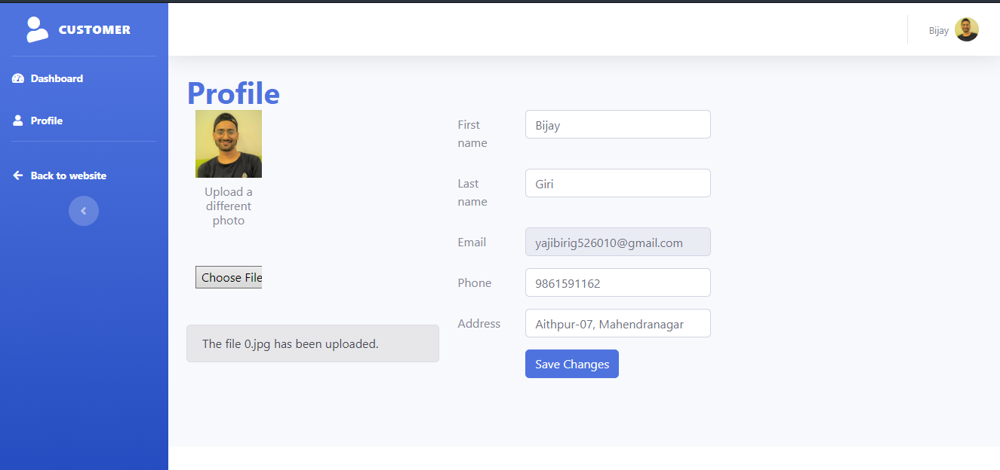 CUSTOMER
Bijay
Dashboard
Profile
Back to website
Profile
Upload a
different
photo
Choose File
The file 0.jpg has been uploaded.
First
name
Bijay
Last
name
Giri
Email
yajibirig526010@gmail.com
Phone
9861591162
Address
Aithpur-07, Mahendranagar
Save Changes